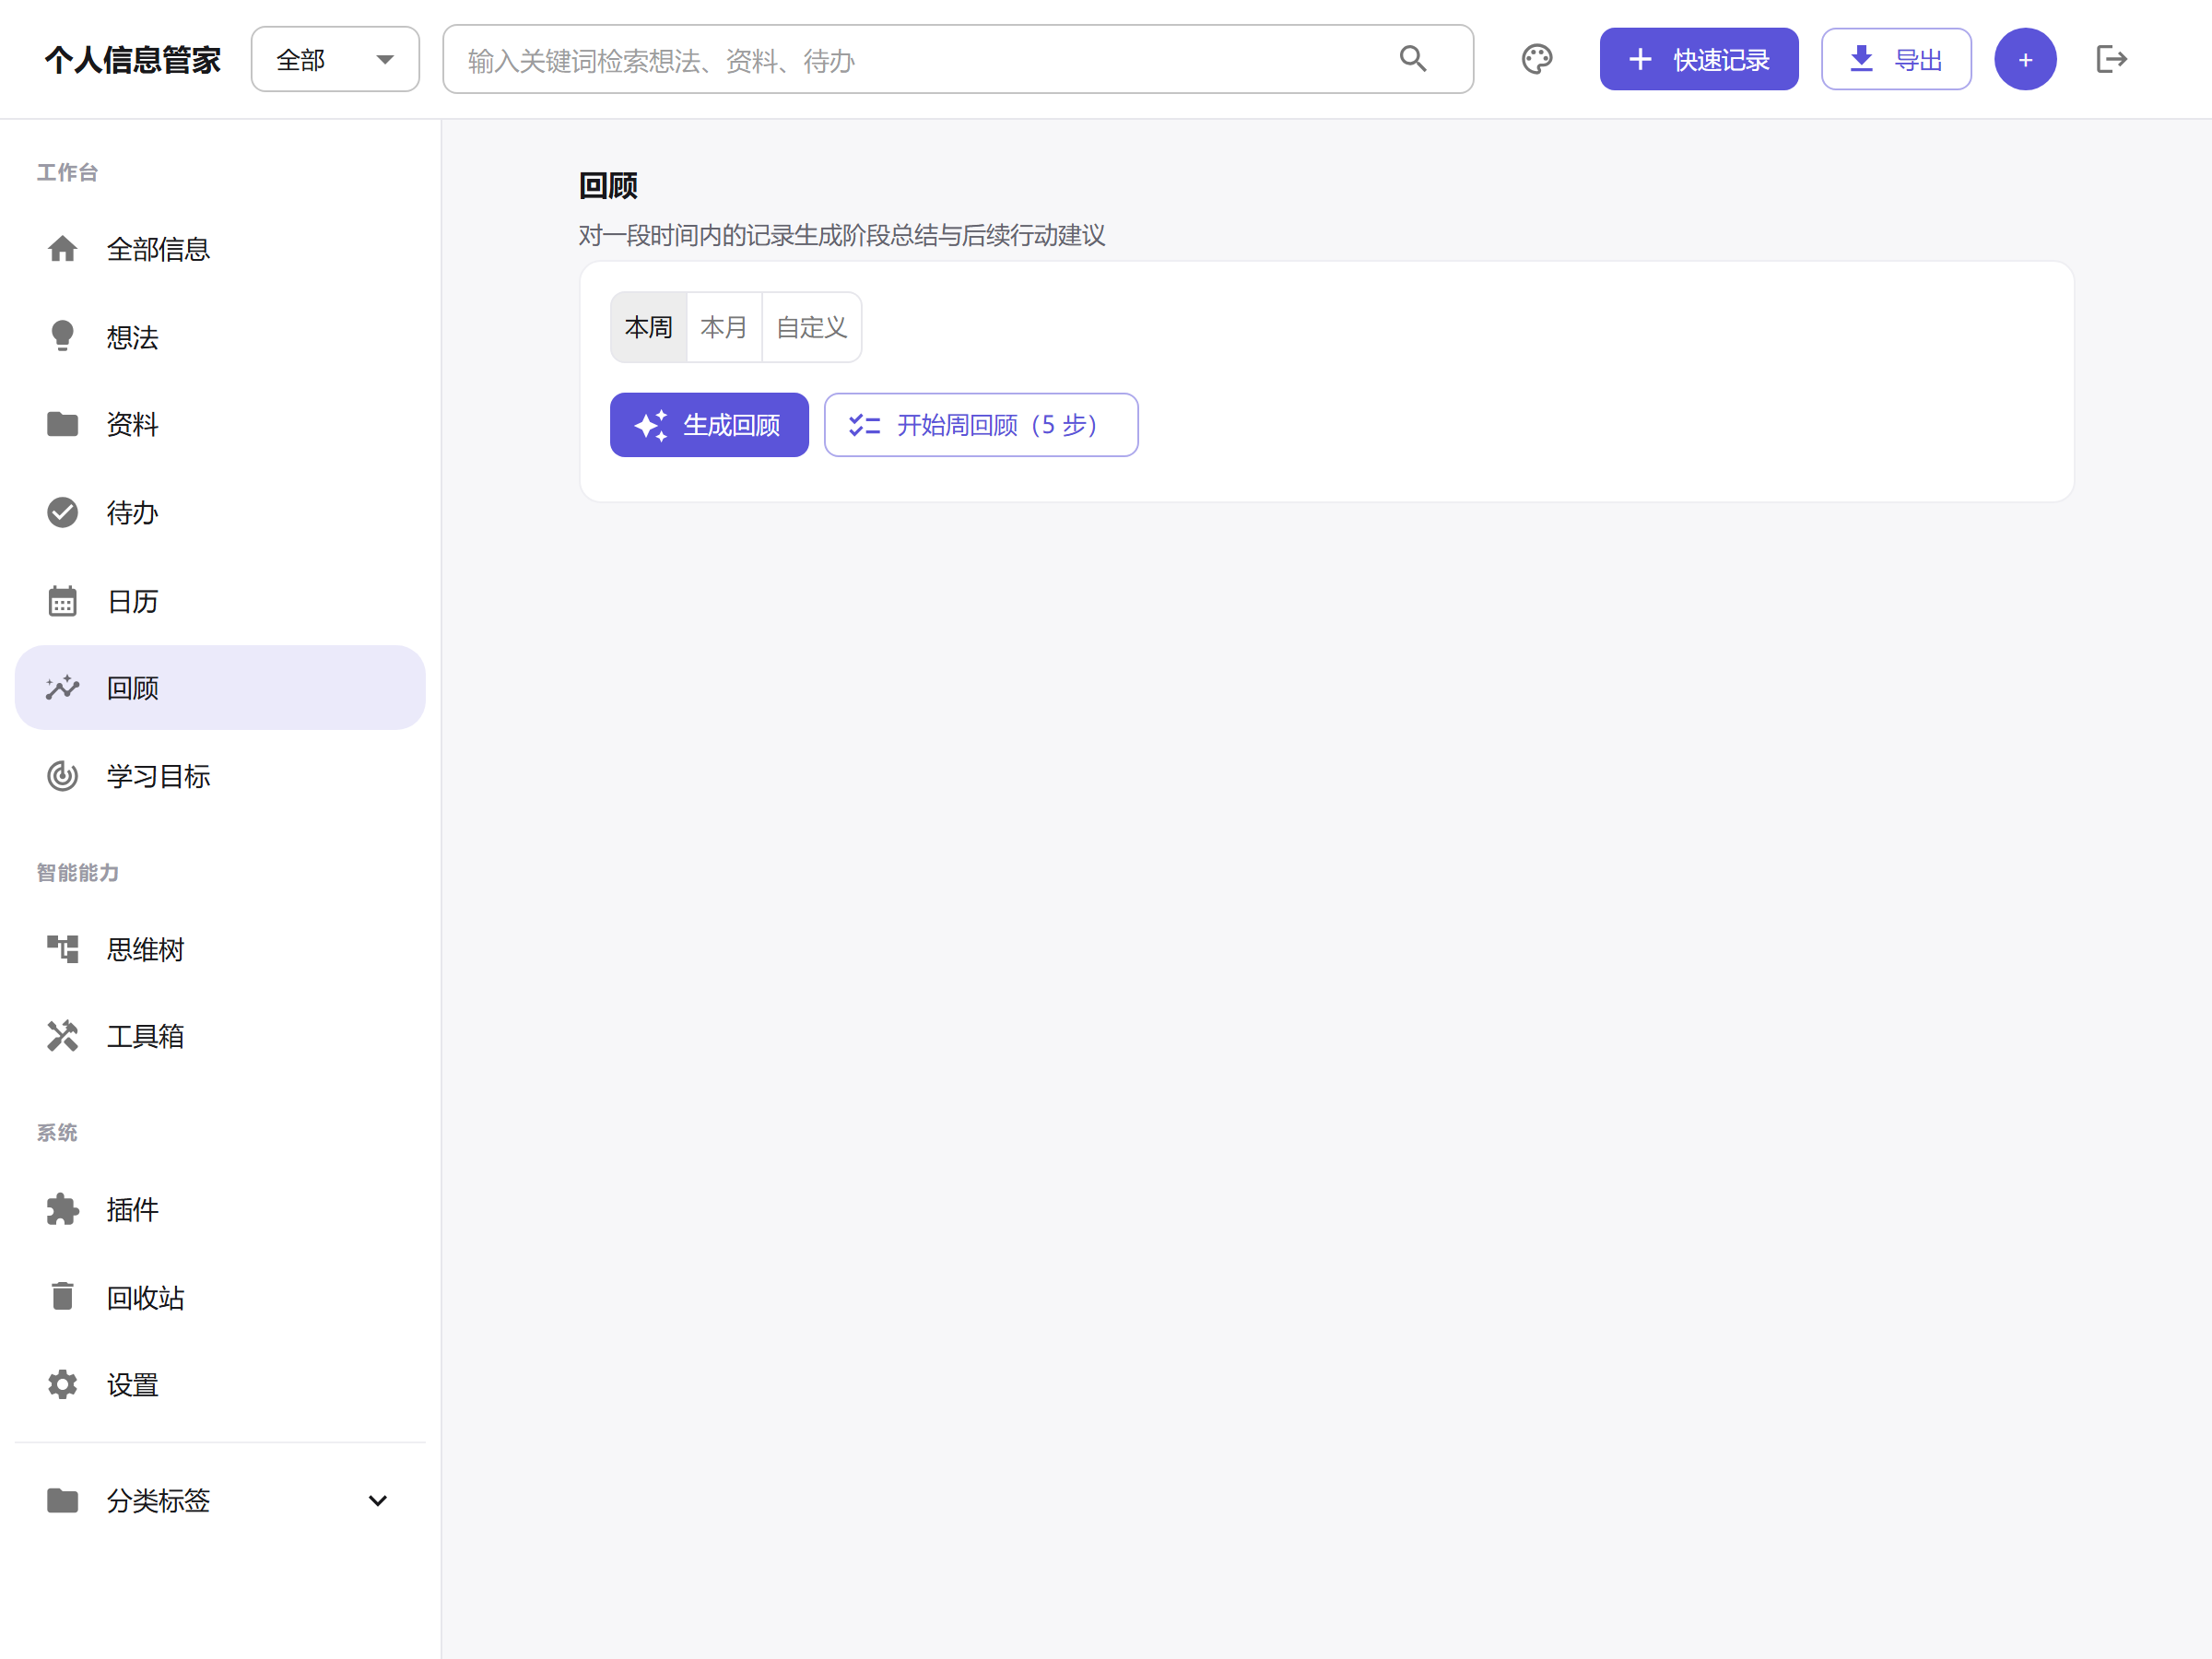 个人信息管家
全部
输入关键词检索想法、资料、待办
快速记录
导出
+
工作台
全部信息
想法
资料
待办
日历
回顾
学习目标
智能能力
思维树
工具箱
系统
插件
回收站
设置
分类标签
回顾
对一段时间内的记录生成阶段总结与后续行动建议
本周
本月
自定义
生成回顾
开始周回顾（5 步）